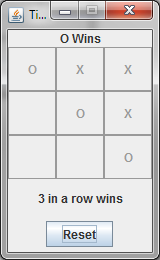 Ti...
O Wins
O X X
O X
O
3 in a row wins
Reset